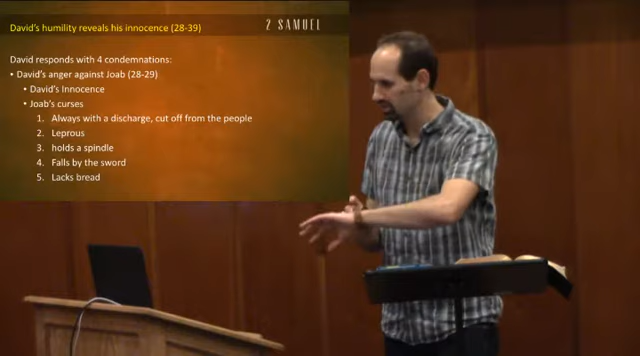 David's humility reveals his innocence (28-39)
2 SAMUEL
David responds with 4 condemnations:
• David's anger against Joab (28-29)
• David's Innocence
• Joab's curses
1. Always with a discharge, cut off from the people
2. Leprous
3. holds a spindle
4. Falls by the sword
5. Lacks bread